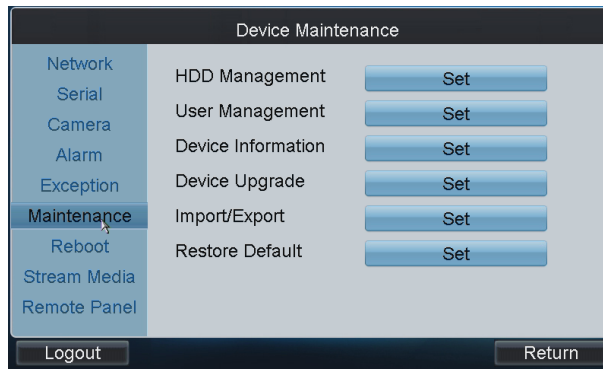 Device Maintenance
Network
Serial
Camera
Alarm
Exception
Maintenance
Reboot
Stream Media
Remote Panel
HDD Management Set
User Management Set
Device Information Set
Device Upgrade Set
Import/Export Set
Restore Default Set
Logout
Return